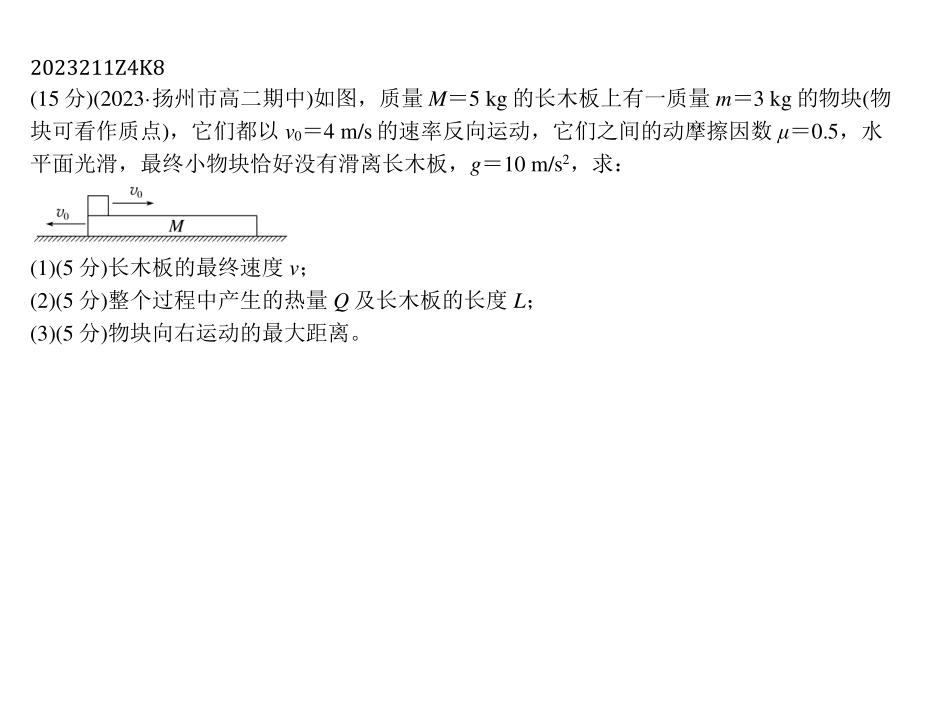 2023211Z4K8
(15 分)(2023·扬州市高二期中)如图，质量 M＝5 kg 的长木板上有一质量 m＝3 kg 的物块(物
块可看作质点)，它们都以 v₀＝4 m/s 的速率反向运动，它们之间的动摩擦因数 μ＝0.5，水
平面光滑，最终小物块恰好没有滑离长木板，g＝10 m/s²，求：
v₀
v₀
M
(1)(5 分)长木板的最终速度 v；
(2)(5 分)整个过程中产生的热量 Q 及长木板的长度 L；
(3)(5 分)物块向右运动的最大距离。